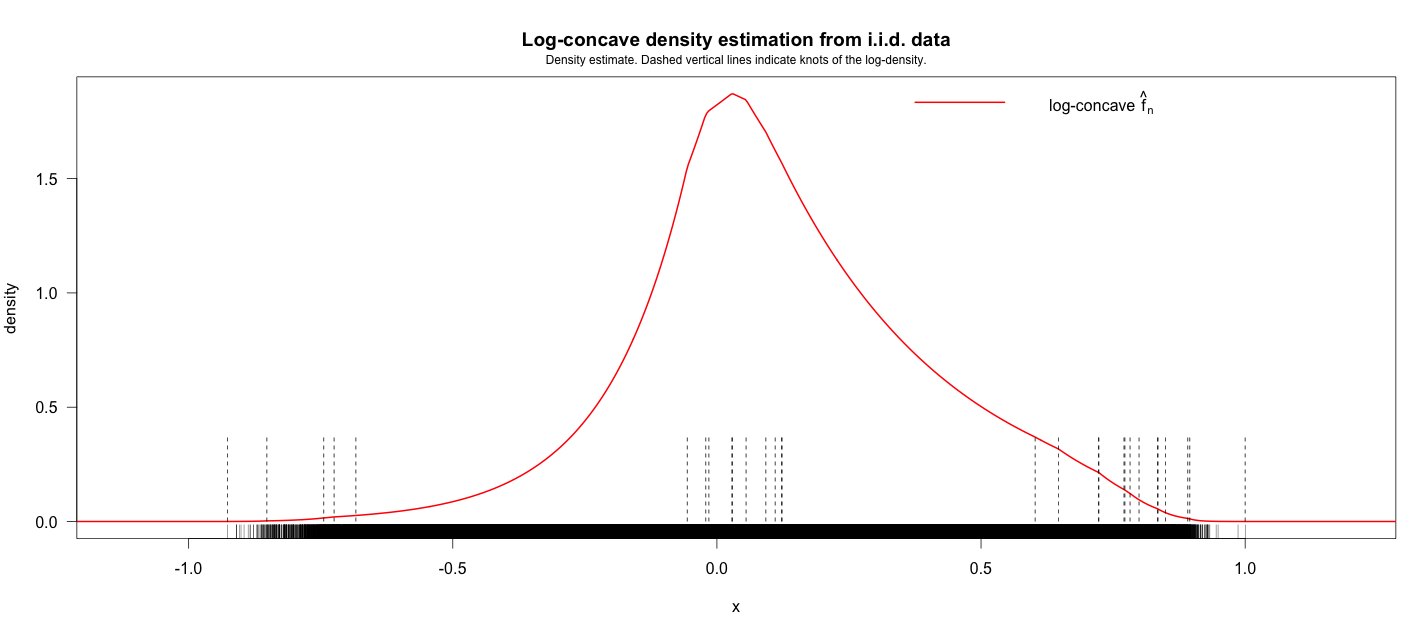 Log-concave density estimation from i.i.d. data
Density estimate. Dashed vertical lines indicate knots of the log-density.
log-concave f̂n
density
1.5
1.0
0.5
0.0
-1.0 -0.5 0.0 0.5 1.0
x